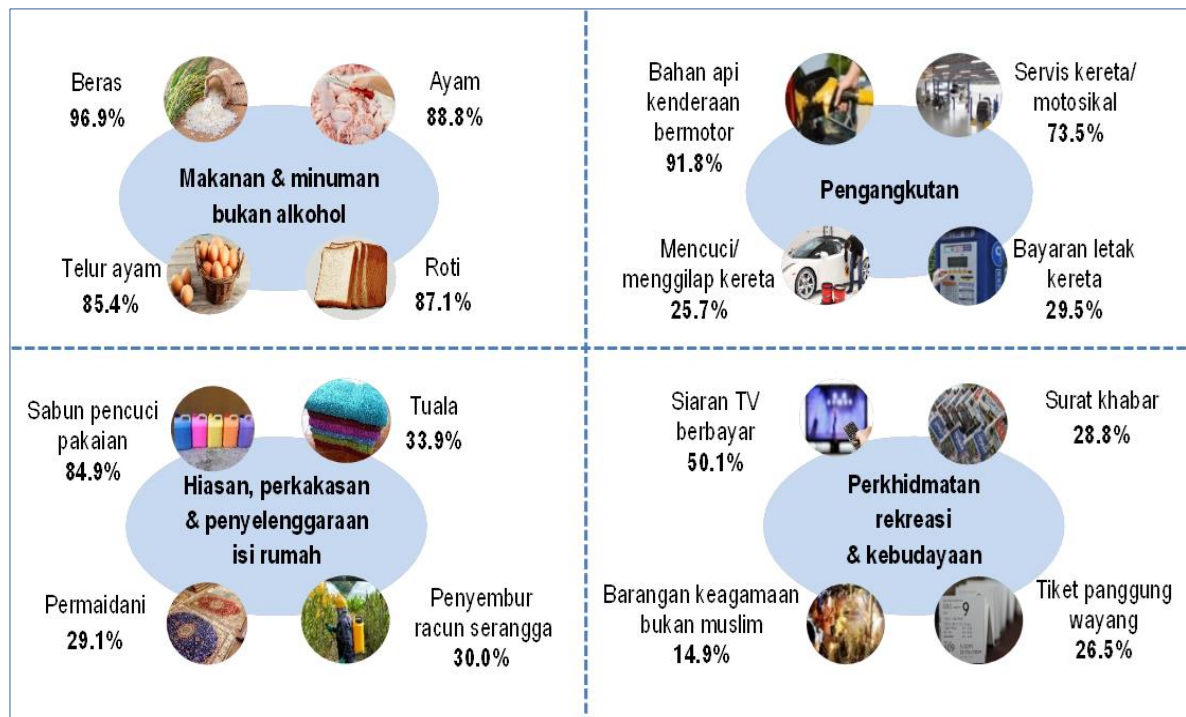 Beras
96.9%
Ayam
88.8%
Makanan & minuman
bukan alkohol
Telur ayam
85.4%
Roti
87.1%
Bahan api
kenderaan
bermotor
91.8%
Servis kereta/
motosikal
73.5%
Pengangkutan
Mencuci/
menggilap kereta
25.7%
Bayaran letak
kereta
29.5%
Sabun pencuci
pakaian
84.9%
Tuala
33.9%
Hiasan, perkakasan
& penyelenggaraan
isi rumah
Permaidani
29.1%
Penyembur
racun serangga
30.0%
Siaran TV
berbayar
50.1%
Surat khabar
28.8%
Perkhidmatan
rekreasi
& kebudayaan
Barangan keagamaan
bukan muslim
14.9%
9
Tiket panggung
wayang
26.5%